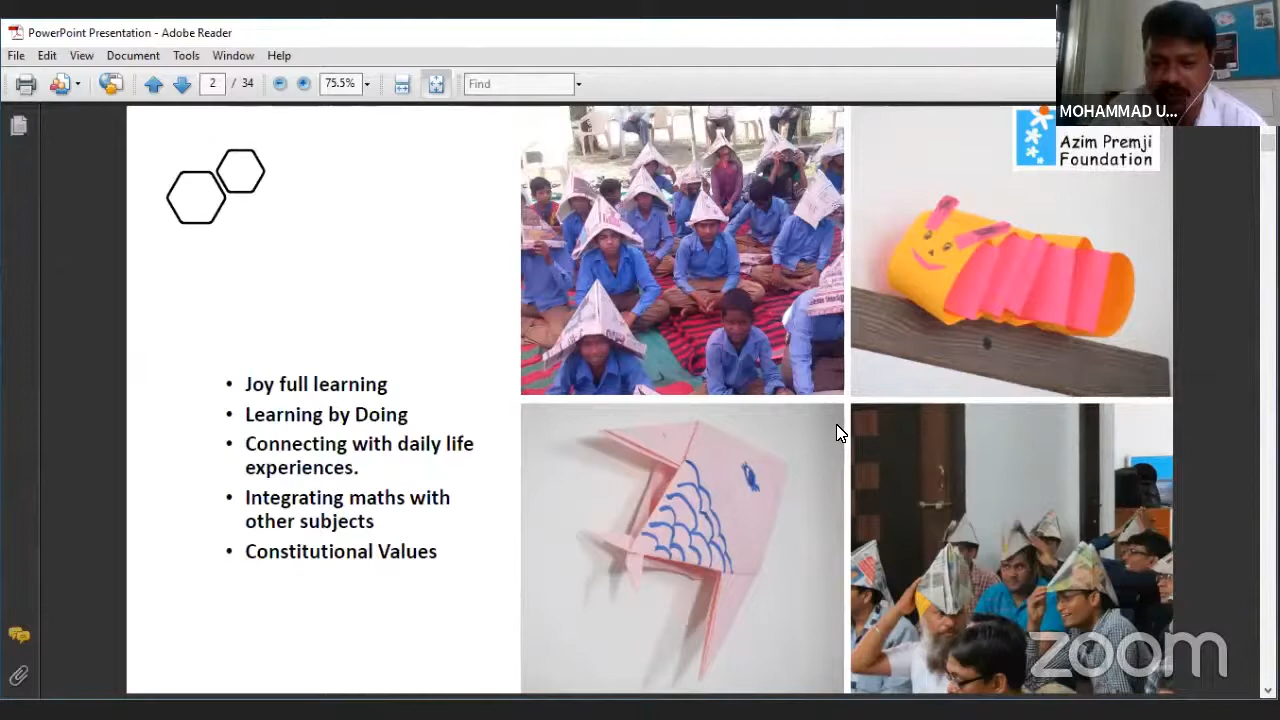 PowerPoint Presentation - Adobe Reader
File Edit View Document Tools Window Help
2 / 34 75.5% Find
MOHAMMAD U...
Azim Premji
Foundation
• Joy full learning
• Learning by Doing
• Connecting with daily life
experiences.
• Integrating maths with
other subjects
• Constitutional Values
zoom